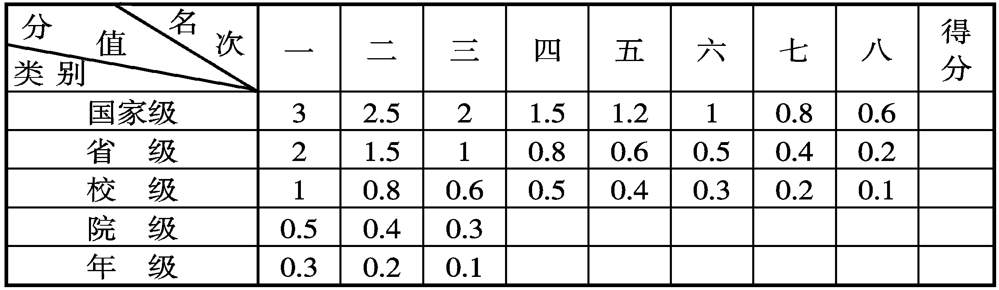 分值 名次 类别 一 二 三 四 五 六 七 八 得分
国家级 3 2.5 2 1.5 1.2 1 0.8 0.6
省级 2 1.5 1 0.8 0.6 0.5 0.4 0.2
校级 1 0.8 0.6 0.5 0.4 0.3 0.2 0.1
院级 0.5 0.4 0.3
年级 0.3 0.2 0.1